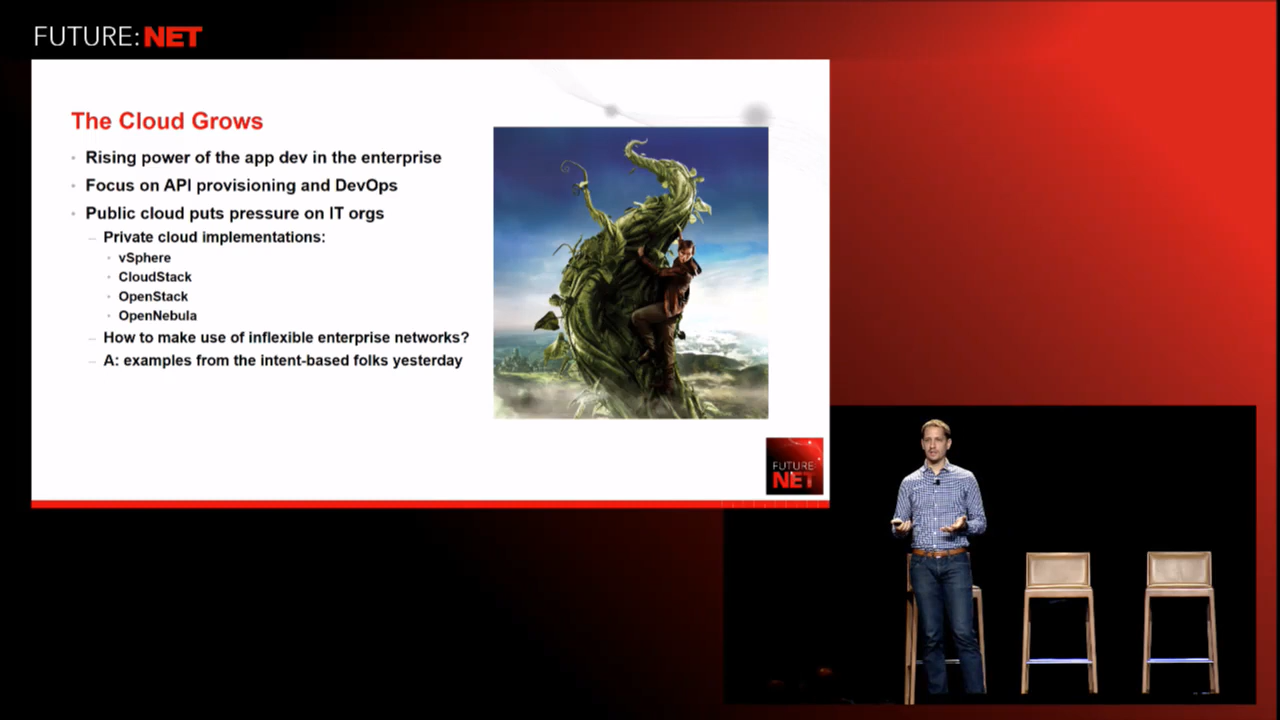 FUTURE:NET
The Cloud Grows
Rising power of the app dev in the enterprise
Focus on API provisioning and DevOps
Public cloud puts pressure on IT orgs
Private cloud implementations:
vSphere
CloudStack
OpenStack
OpenNebula
How to make use of inflexible enterprise networks?
A: examples from the intent-based folks yesterday
FUTURE:
NET